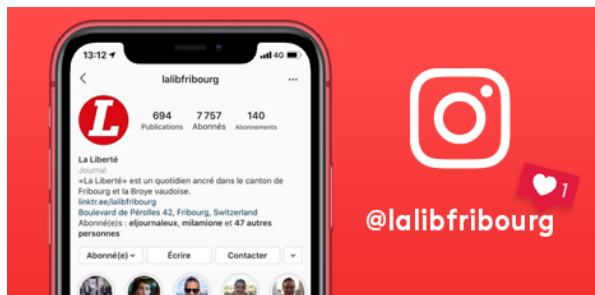 13:12
4G
lalibfribourg
L
694 7 757 140
Publications Abonnés Abonnements
La Liberté
Journal
«La Liberté» est un quotidien ancré dans le canton de
Fribourg et la Broye vaudoise.
linktr.ee/lalibfribourg
Boulevard de Pérolles 42, Fribourg, Switzerland
Abonné(e)s : eljournaleux, milamione et 47 autres
personnes
Abonné(e) Écrire Contacter
1
@lalibfribourg